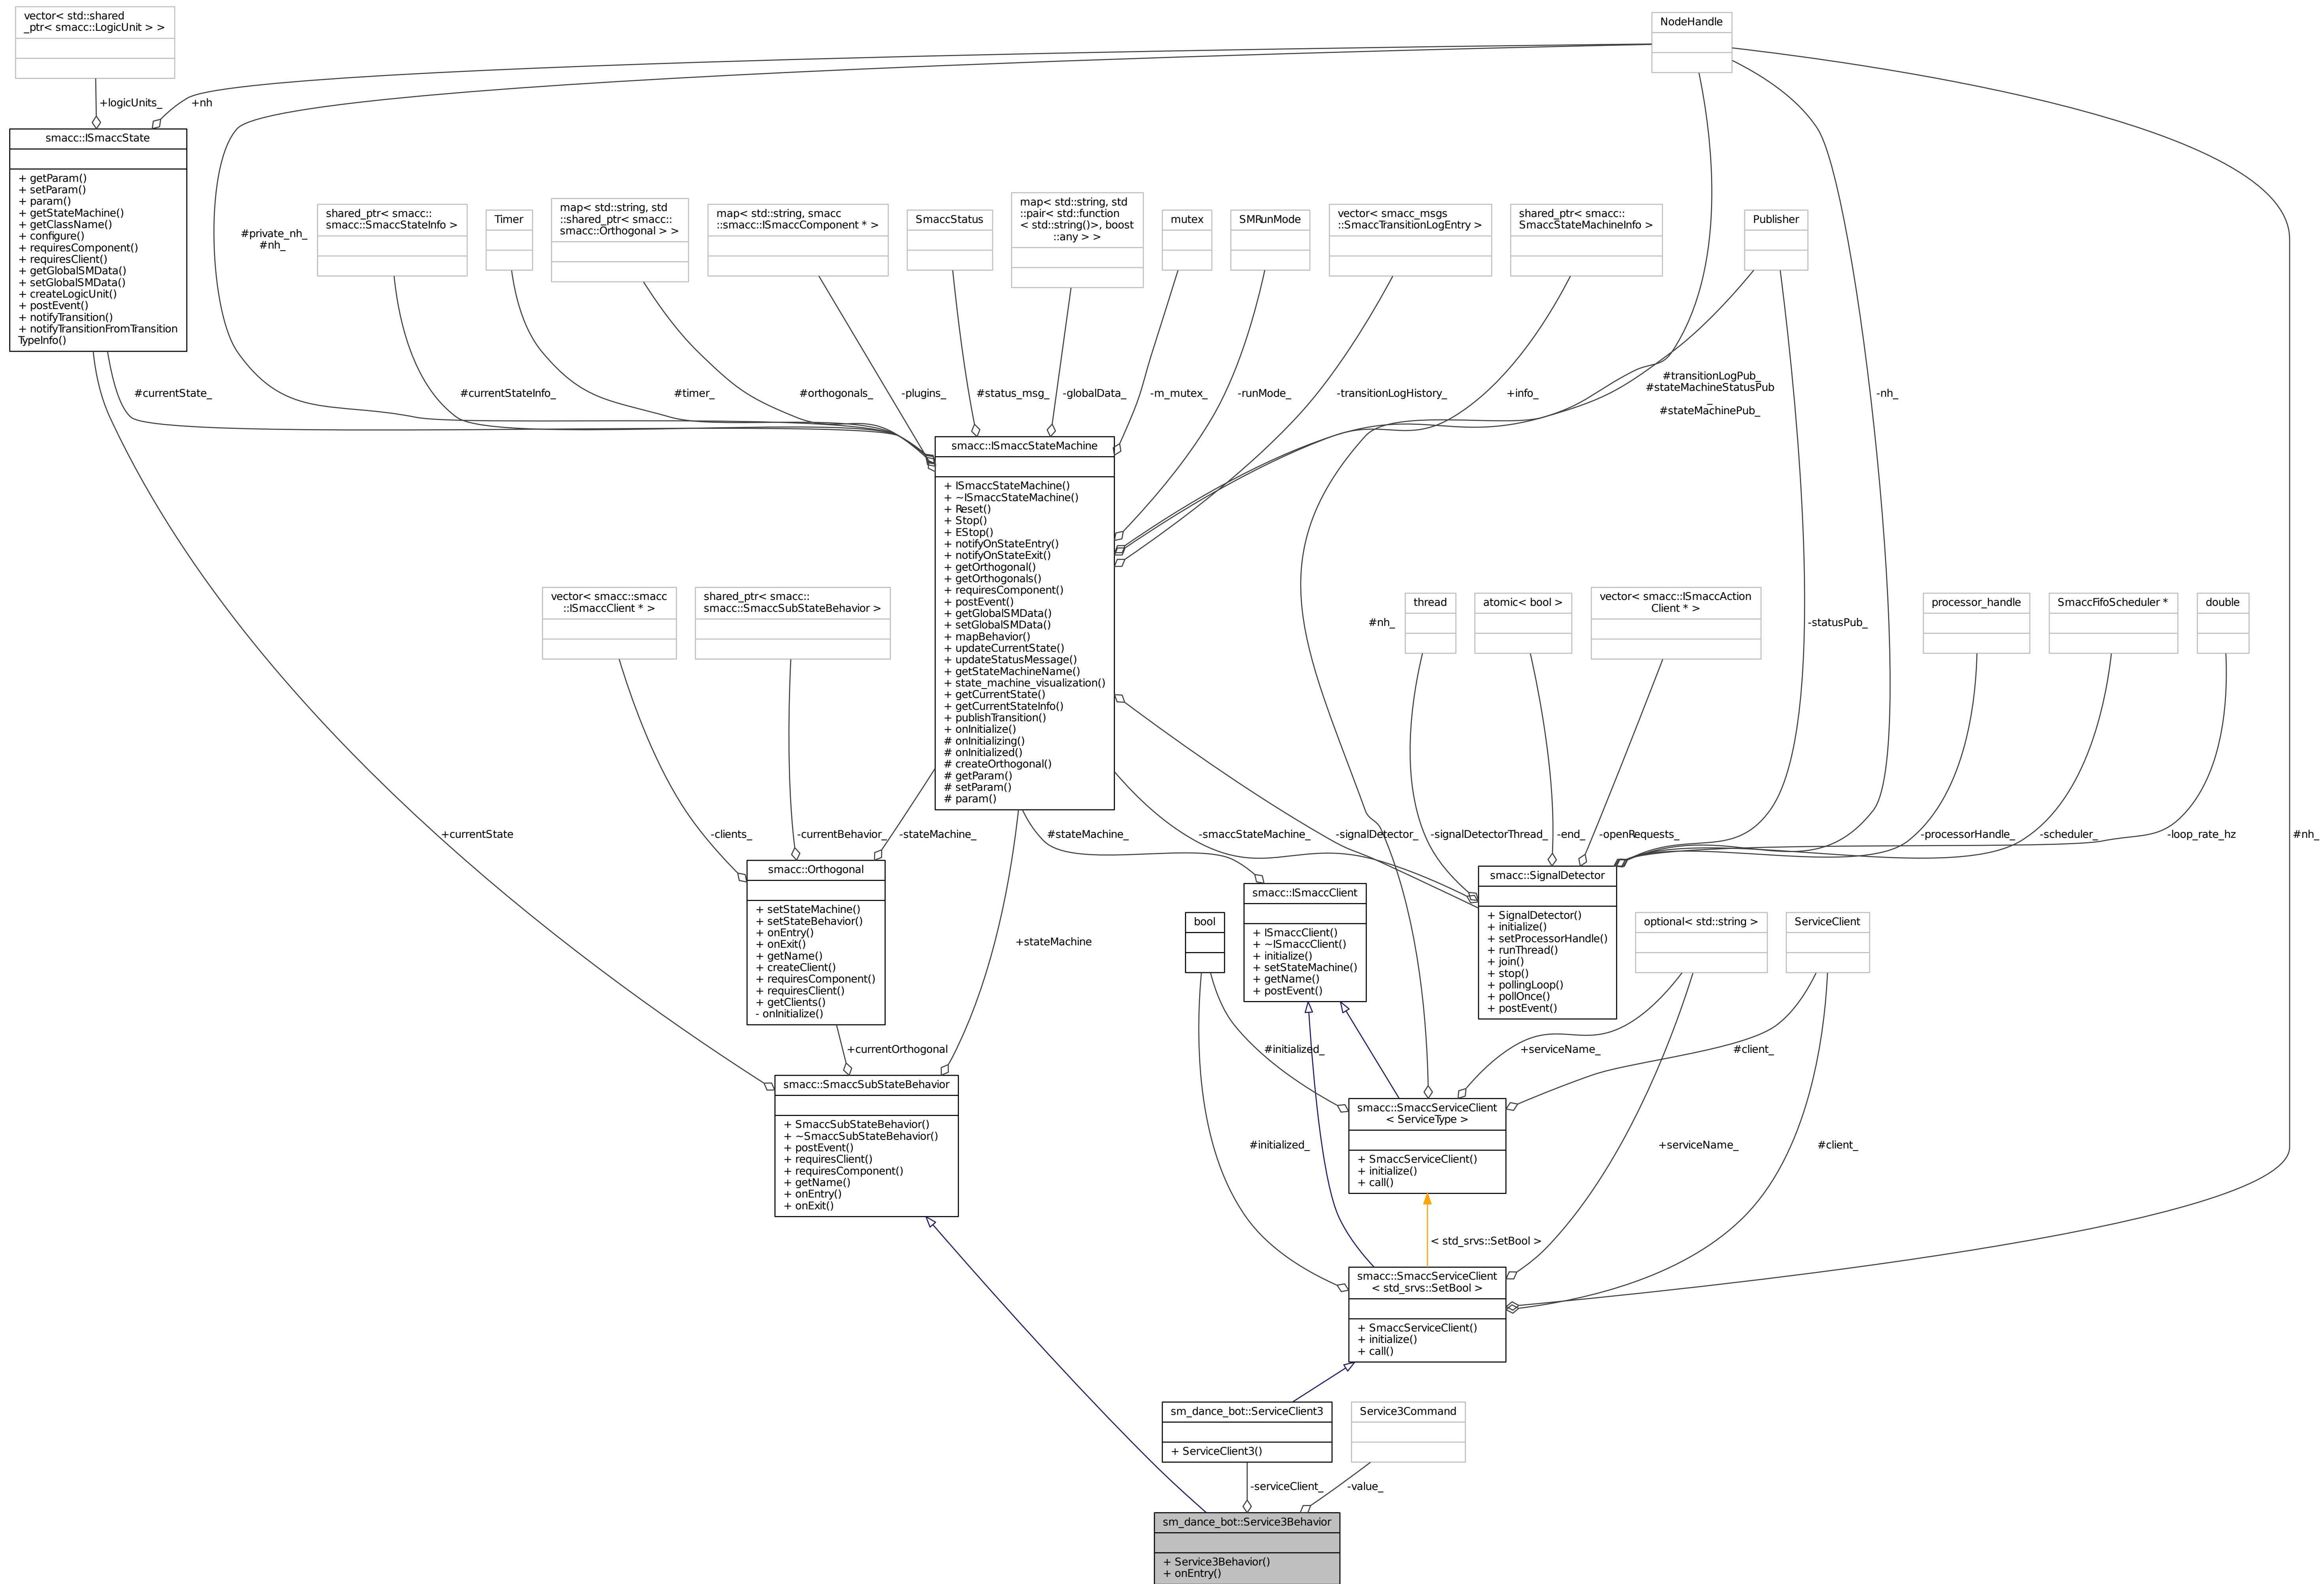 vector< std::shared
_ptr< smacc::LogicUnit > >
NodeHandle
+logicUnits_
+nh
smacc::ISmaccState
+ getParam()
+ setParam()
+ param()
+ getStateMachine()
+ getClassName()
+ configure()
+ requiresComponent()
+ requiresClient()
+ getGlobalSMData()
+ setGlobalSMData()
+ createLogicUnit()
+ postEvent()
+ notifyTransition()
+ notifyTransitionFromTransition
TypeInfo()
#private_nh_
#nh_
shared_ptr< smacc::
smacc::SmaccStateInfo >
Timer
map< std::string, std
::shared_ptr< smacc::
smacc::Orthogonal > >
map< std::string, smacc
::smacc::ISmaccComponent * >
SmaccStatus
map< std::string, std
::pair< std::function
< std::string()>, boost
::any > >
mutex
SMRunMode
vector< smacc_msgs
::SmaccTransitionLogEntry >
shared_ptr< smacc::
SmaccStateMachineInfo >
Publisher
#currentState_
#currentStateInfo_
#timer_
#orthogonals_
-plugins_
#status_msg_
-globalData_
-m_mutex_
-runMode_
-transitionLogHistory_
+info_
#transitionLogPub_
#stateMachineStatusPub
_
#stateMachinePub_
-nh_
smacc::ISmaccStateMachine
+ ISmaccStateMachine()
+ ~ISmaccStateMachine()
+ Reset()
+ Stop()
+ EStop()
+ notifyOnStateEntry()
+ notifyOnStateExit()
+ getOrthogonal()
+ getOrthogonals()
+ requiresComponent()
+ postEvent()
+ getGlobalSMData()
+ setGlobalSMData()
+ mapBehavior()
+ updateCurrentState()
+ updateStatusMessage()
+ getStateMachineName()
+ state_machine_visualization()
+ getCurrentState()
+ getCurrentStateInfo()
+ publishTransition()
+ onInitialize()
# onInitializing()
# onInitialized()
# createOrthogonal()
# getParam()
# setParam()
# param()
vector< smacc::smacc
::ISmaccClient * >
shared_ptr< smacc::
smacc::SmaccSubStateBehavior >
#nh_
thread
atomic< bool >
vector< smacc::ISmaccAction
Client * >
-statusPub_
processor_handle
SmaccFifoScheduler *
double
+currentState
-clients_
-currentBehavior_
-stateMachine_
#stateMachine_
-smaccStateMachine_
-signalDetector_
-signalDetectorThread_
-end_
-openRequests_
-processorHandle_
-scheduler_
-loop_rate_hz
#nh_
smacc::Orthogonal
+ setStateMachine()
+ setStateBehavior()
+ onEntry()
+ onExit()
+ getName()
+ createClient()
+ requiresComponent()
+ requiresClient()
+ getClients()
- onInitialize()
+stateMachine
bool
smacc::ISmaccClient
+ ISmaccClient()
+ ~ISmaccClient()
+ initialize()
+ setStateMachine()
+ getName()
+ postEvent()
smacc::SignalDetector
+ SignalDetector()
+ initialize()
+ setProcessorHandle()
+ runThread()
+ join()
+ stop()
+ pollingLoop()
+ pollOnce()
+ postEvent()
optional< std::string >
ServiceClient
+currentOrthogonal
#initialized_
+serviceName_
#client_
smacc::SmaccSubStateBehavior
+ SmaccSubStateBehavior()
+ ~SmaccSubStateBehavior()
+ postEvent()
+ requiresClient()
+ requiresComponent()
+ getName()
+ onEntry()
+ onExit()
smacc::SmaccServiceClient
< ServiceType >
+ SmaccServiceClient()
+ initialize()
+ call()
#initialized_
+serviceName_
#client_
< std_srvs::SetBool >
smacc::SmaccServiceClient
< std_srvs::SetBool >
+ SmaccServiceClient()
+ initialize()
+ call()
sm_dance_bot::ServiceClient3
+ ServiceClient3()
Service3Command
-serviceClient_
-value_
sm_dance_bot::Service3Behavior
+ Service3Behavior()
+ onEntry()